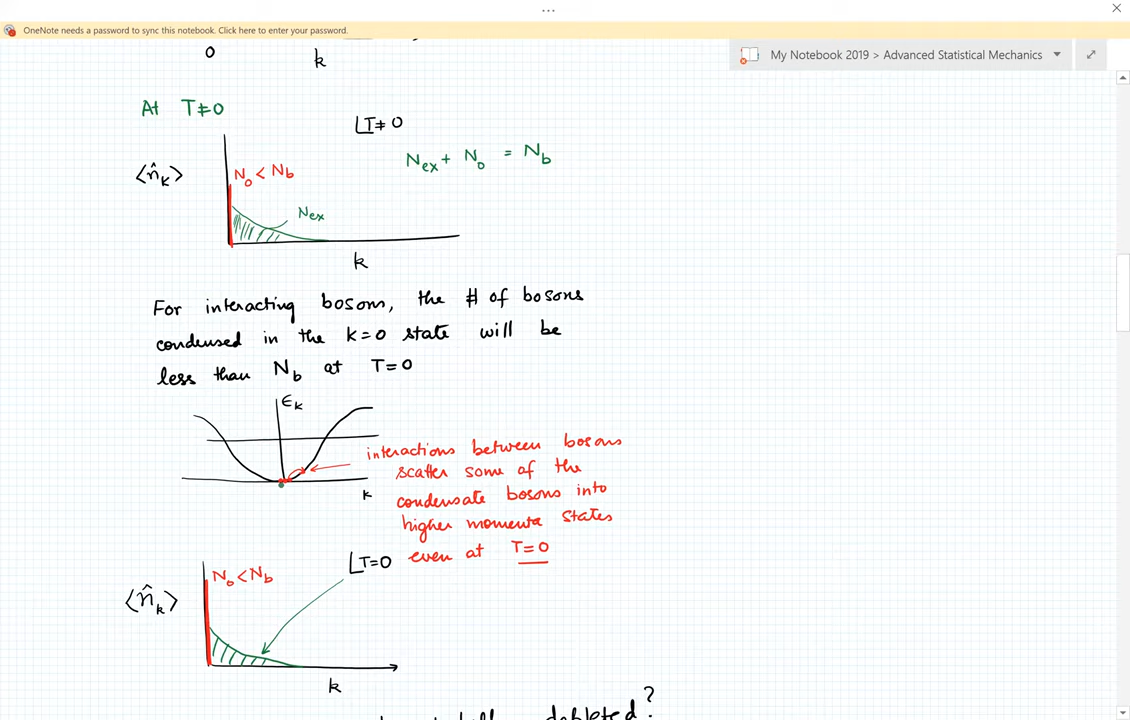 OneNote needs a password to sync this notebook. Click here to enter your password.
My Notebook 2019 > Advanced Statistical Mechanics
0
k
At T≠0
T≠0
N_ex + N_0 = N_b
⟨n̂_k⟩
N_0 < N_b
N_ex
k
For interacting bosons, the # of bosons
condensed in the k=0 state will be
less than N_b at T=0
ϵ_k
k
interactions between bosons
scatter some of the
condensate bosons into
higher momenta states
even at T=0
T=0
N_0 < N_b
⟨n̂_k⟩
k
depleted?